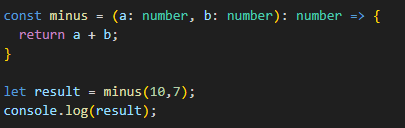 const minus = (a: number, b: number): number => {
  return a + b;
}

let result = minus(10,7);
console.log(result);